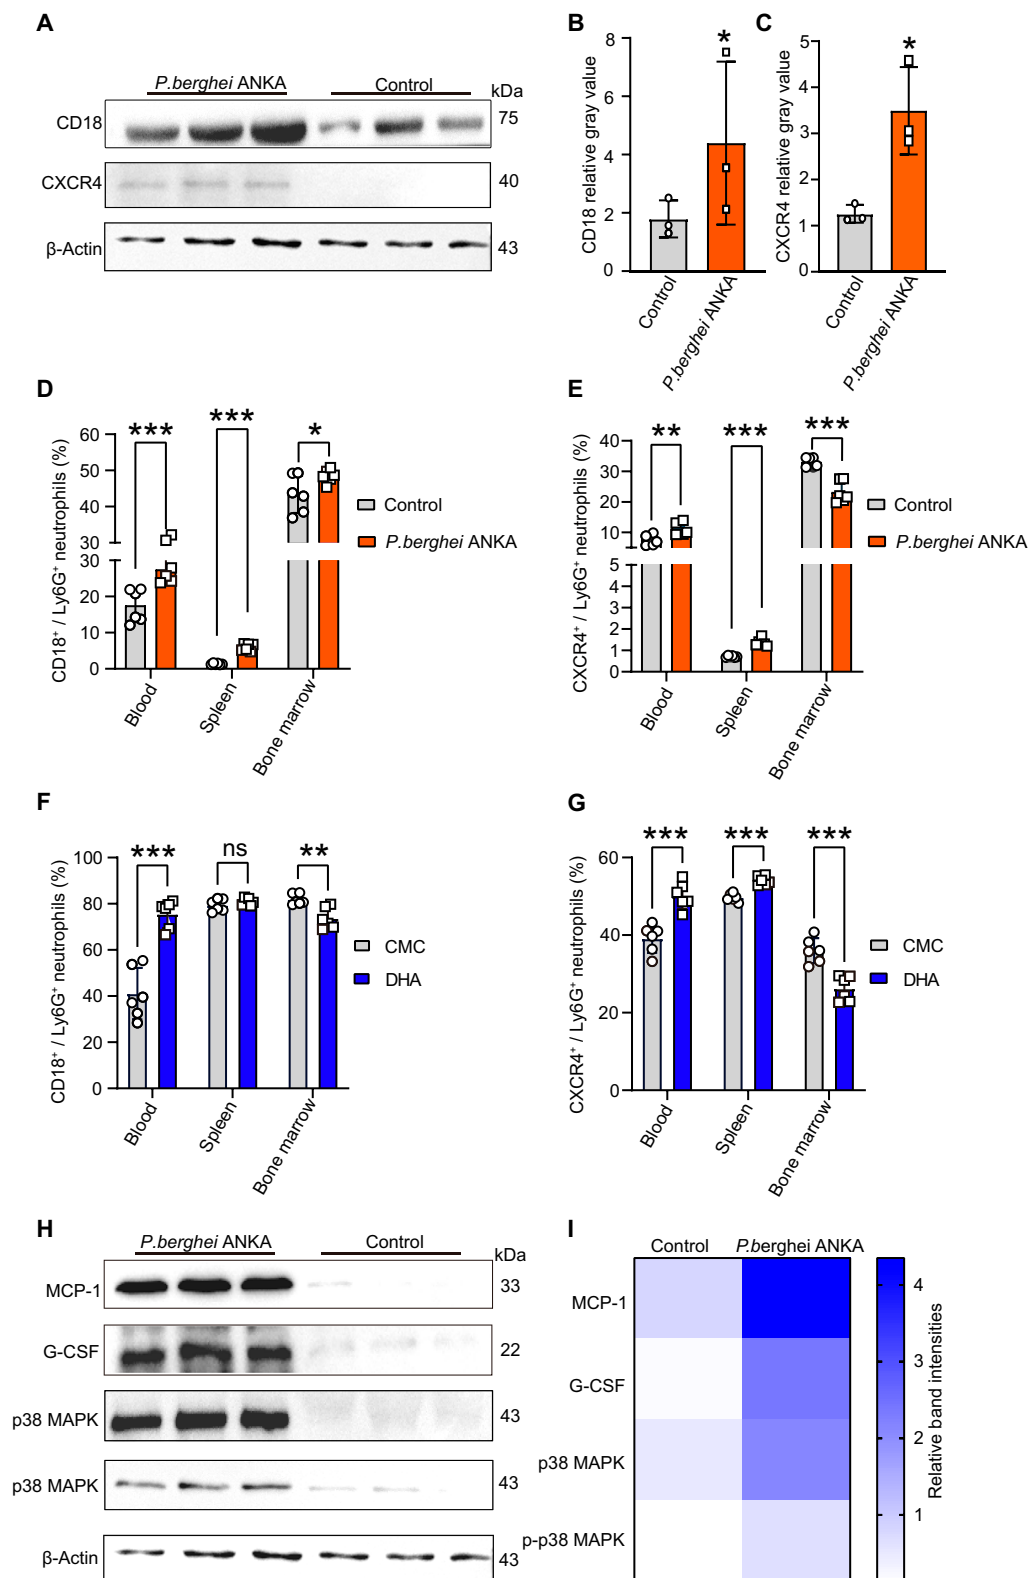 A
P.berghei ANKA
Control
kDa
CD18
75
CXCR4
40
β-Actin
43
B
CD18 relative gray value
8
6
4
2
0
*
Control
P.berghei ANKA
C
CXCR4 relative gray value
5
4
3
2
1
0
*
Control
P.berghei ANKA
D
CD18+ / Ly6G+ neutrophils (%)
60
50
40
30
30
20
10
0
***
***
*
Blood
Spleen
Bone marrow
Control
P.berghei ANKA
E
CXCR4+ / Ly6G+ neutrophils (%)
40
30
20
10
5
4
3
2
1
0
**
***
***
Blood
Spleen
Bone marrow
Control
P.berghei ANKA
F
CD18+ / Ly6G+ neutrophils (%)
100
80
60
40
20
0
***
ns
**
Blood
Spleen
Bone marrow
CMC
DHA
G
CXCR4+ / Ly6G+ neutrophils (%)
60
40
20
0
***
***
***
Blood
Spleen
Bone marrow
CMC
DHA
H
P.berghei ANKA
Control
kDa
MCP-1
33
G-CSF
22
p38 MAPK
43
p38 MAPK
43
β-Actin
43
I
Control
P.berghei ANKA
MCP-1
G-CSF
p38 MAPK
p-p38 MAPK
4
3
2
1
Relative band intensities